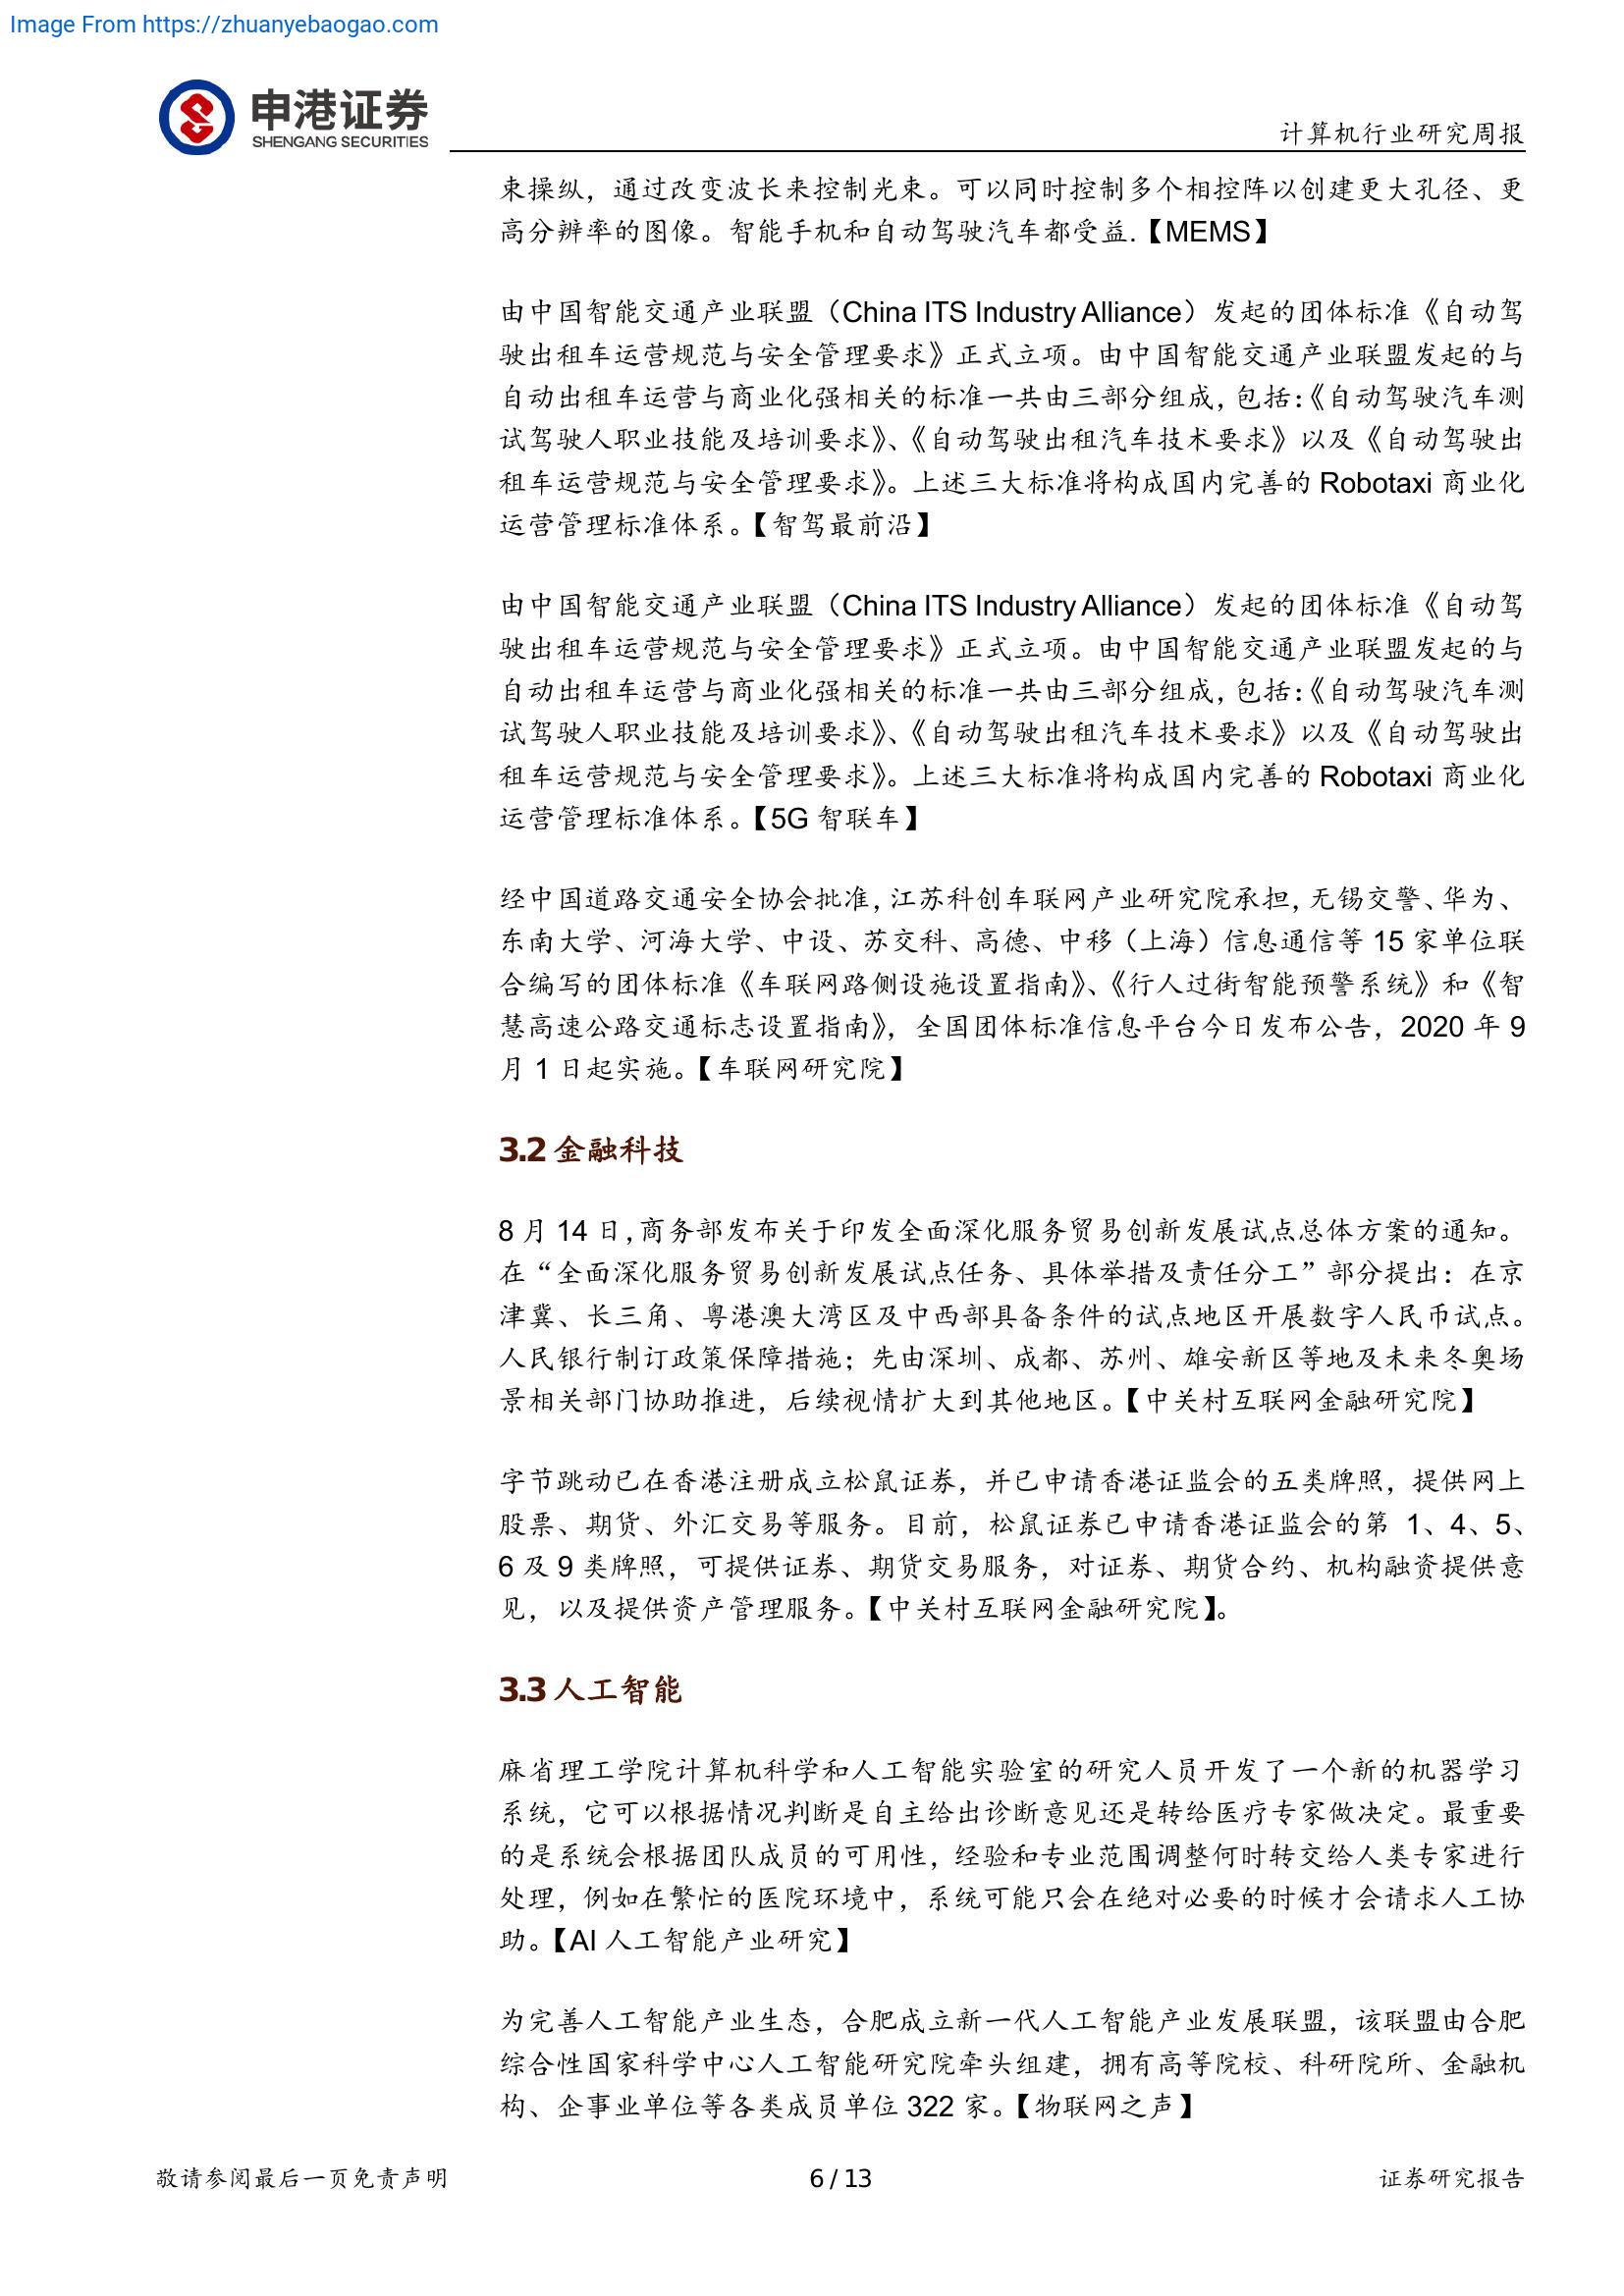 Image From https://zhuanyebaogao.com
申港证券
SHENGANG SECURITIES
计算机行业研究周报
束操纵，通过改变波长来控制光束。可以同时控制多个相控阵以创建更大孔径、更
高分辨率的图像。智能手机和自动驾驶汽车都受益.【MEMS】
由中国智能交通产业联盟（China ITS Industry Alliance）发起的团体标准《自动驾
驶出租车运营规范与安全管理要求》正式立项。由中国智能交通产业联盟发起的与
自动出租车运营与商业化强相关的标准一共由三部分组成，包括：《自动驾驶汽车测
试驾驶人职业技能及培训要求》、《自动驾驶出租汽车技术要求》以及《自动驾驶出
租车运营规范与安全管理要求》。上述三大标准将构成国内完善的 Robotaxi 商业化
运营管理标准体系。【智驾最前沿】
由中国智能交通产业联盟（China ITS Industry Alliance）发起的团体标准《自动驾
驶出租车运营规范与安全管理要求》正式立项。由中国智能交通产业联盟发起的与
自动出租车运营与商业化强相关的标准一共由三部分组成，包括：《自动驾驶汽车测
试驾驶人职业技能及培训要求》、《自动驾驶出租汽车技术要求》以及《自动驾驶出
租车运营规范与安全管理要求》。上述三大标准将构成国内完善的 Robotaxi 商业化
运营管理标准体系。【5G 智联车】
经中国道路交通安全协会批准，江苏科创车联网产业研究院承担，无锡交警、华为、
东南大学、河海大学、中设、苏交科、高德、中移（上海）信息通信等 15 家单位联
合编写的团体标准《车联网路侧设施设置指南》、《行人过街智能预警系统》和《智
慧高速公路交通标志设置指南》，全国团体标准信息平台今日发布公告，2020 年 9
月 1 日起实施。【车联网研究院】
3.2 金融科技
8 月 14 日，商务部发布关于印发全面深化服务贸易创新发展试点总体方案的通知。
在“全面深化服务贸易创新发展试点任务、具体举措及责任分工”部分提出：在京
津冀、长三角、粤港澳大湾区及中西部具备条件的试点地区开展数字人民币试点。
人民银行制订政策保障措施；先由深圳、成都、苏州、雄安新区等地及未来冬奥场
景相关部门协助推进，后续视情扩大到其他地区。【中关村互联网金融研究院】
字节跳动已在香港注册成立松鼠证券，并已申请香港证监会的五类牌照，提供网上
股票、期货、外汇交易等服务。目前，松鼠证券已申请香港证监会的第 1、4、5、
6 及 9 类牌照，可提供证券、期货交易服务，对证券、期货合约、机构融资提供意
见，以及提供资产管理服务。【中关村互联网金融研究院】。
3.3 人工智能
麻省理工学院计算机科学和人工智能实验室的研究人员开发了一个新的机器学习
系统，它可以根据情况判断是自主给出诊断意见还是转给医疗专家做决定。最重要
的是系统会根据团队成员的可用性，经验和专业范围调整何时转交给人类专家进行
处理，例如在繁忙的医院环境中，系统可能只会在绝对必要的时候才会请求人工协
助。【AI 人工智能产业研究】
为完善人工智能产业生态，合肥成立新一代人工智能产业发展联盟，该联盟由合肥
综合性国家科学中心人工智能研究院牵头组建，拥有高等院校、科研院所、金融机
构、企事业单位等各类成员单位 322 家。【物联网之声】
敬请参阅最后一页免责声明
6 / 13
证券研究报告